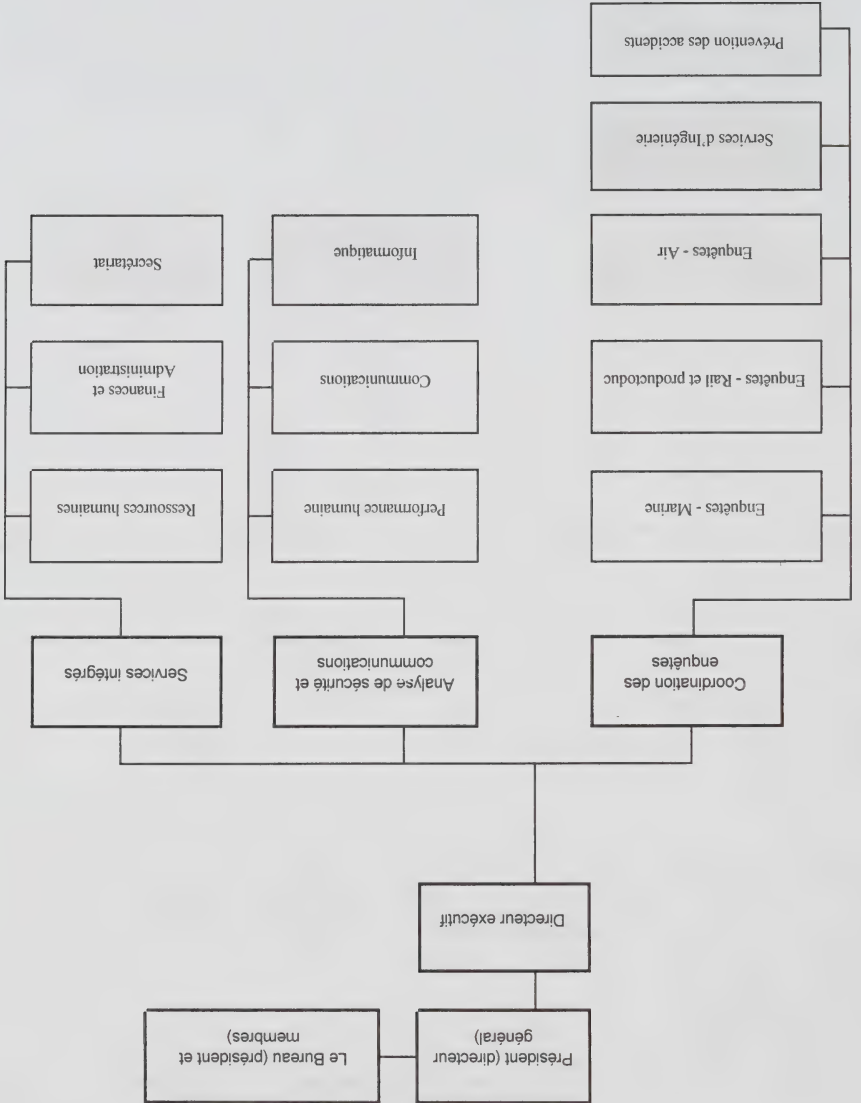 Président (directeur
général)
Le Bureau (président et
membres)
Directeur exécutif
Coordination des
enquêtes
Analyse de sécurité et
communications
Services intégrés
Enquêtes - Marine
Performance humaine
Ressources humaines
Enquêtes - Rail et productoduc
Communications
Finances et
Administration
Enquêtes - Air
Informatique
Secrétariat
Services d'Ingénierie
Prévention des accidents